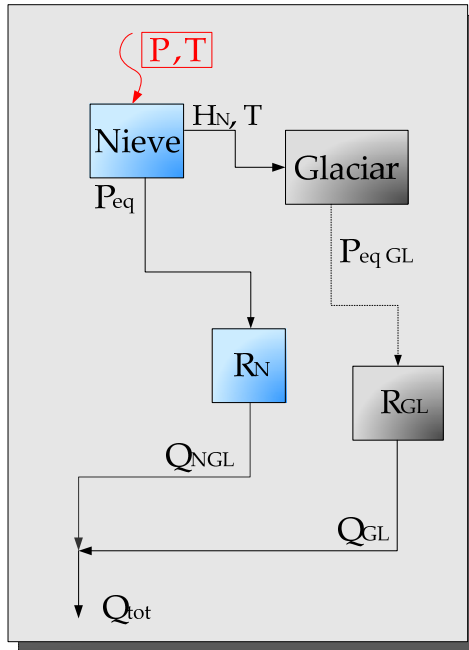 P,T
Nieve
HN, T
Glaciar
Peq
Peq GL
RN
RGL
QNGL
QGL
Qtot